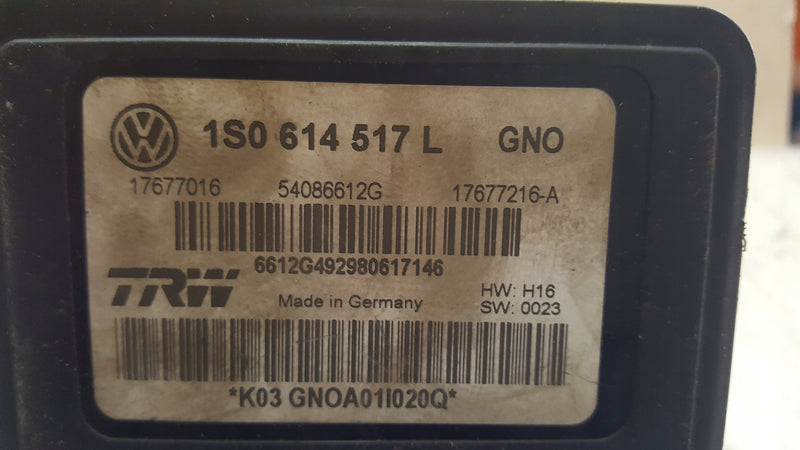 1S0 614 517 L GNO
17677016 54086612G 17677216-A
6612G492980617146
TRW Made in Germany HW: H16
SW: 0023
*K03 GNOA01I020Q*